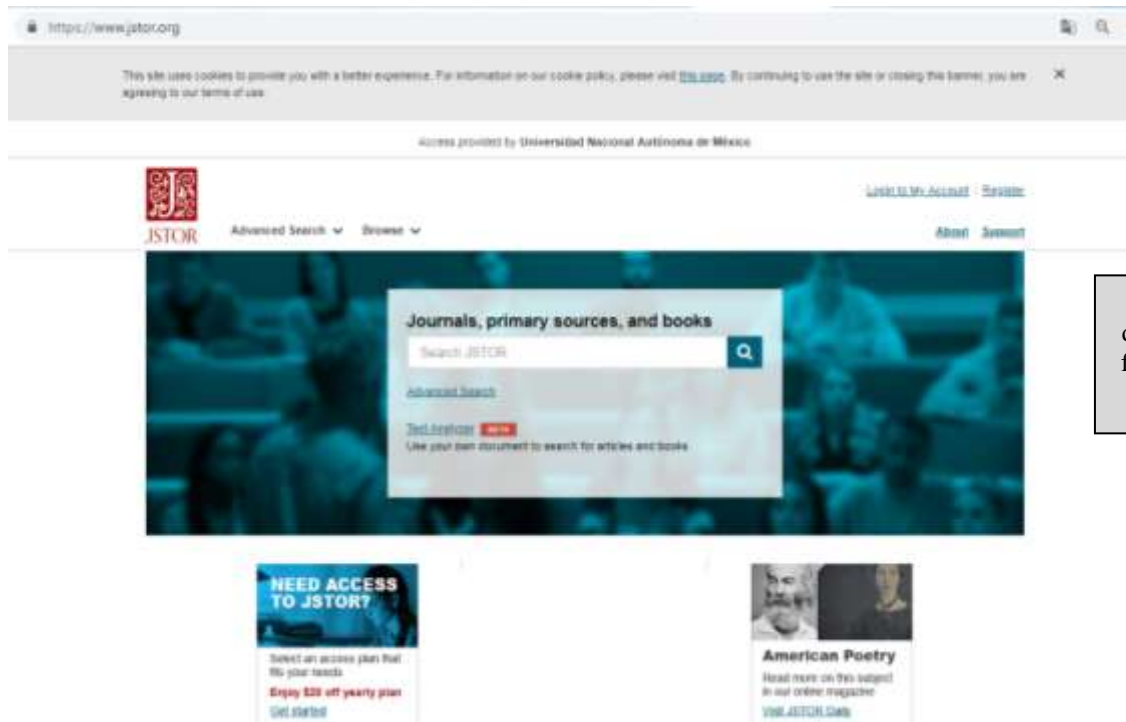 https://www.jstor.org
This site uses cookies to provide you with a better experience. For information on our cookie policy, please visit this page. By continuing to use the site or closing this banner, you are
agreeing to our terms of use.
Access provided by Universidad Nacional Autónoma de México
Login to My Account Register
JSTOR
Advanced Search Browse
About Support
Journals, primary sources, and books
Search JSTOR
Advanced Search
Text Analyzer BETA
Use your own document to search for articles and books
NEED ACCESS
TO JSTOR?
Select an access plan that
fits your needs
Enjoy $20 off yearly plan
Get started
American Poetry
Read more on this subject
in our online magazine
Visit JSTOR Daily